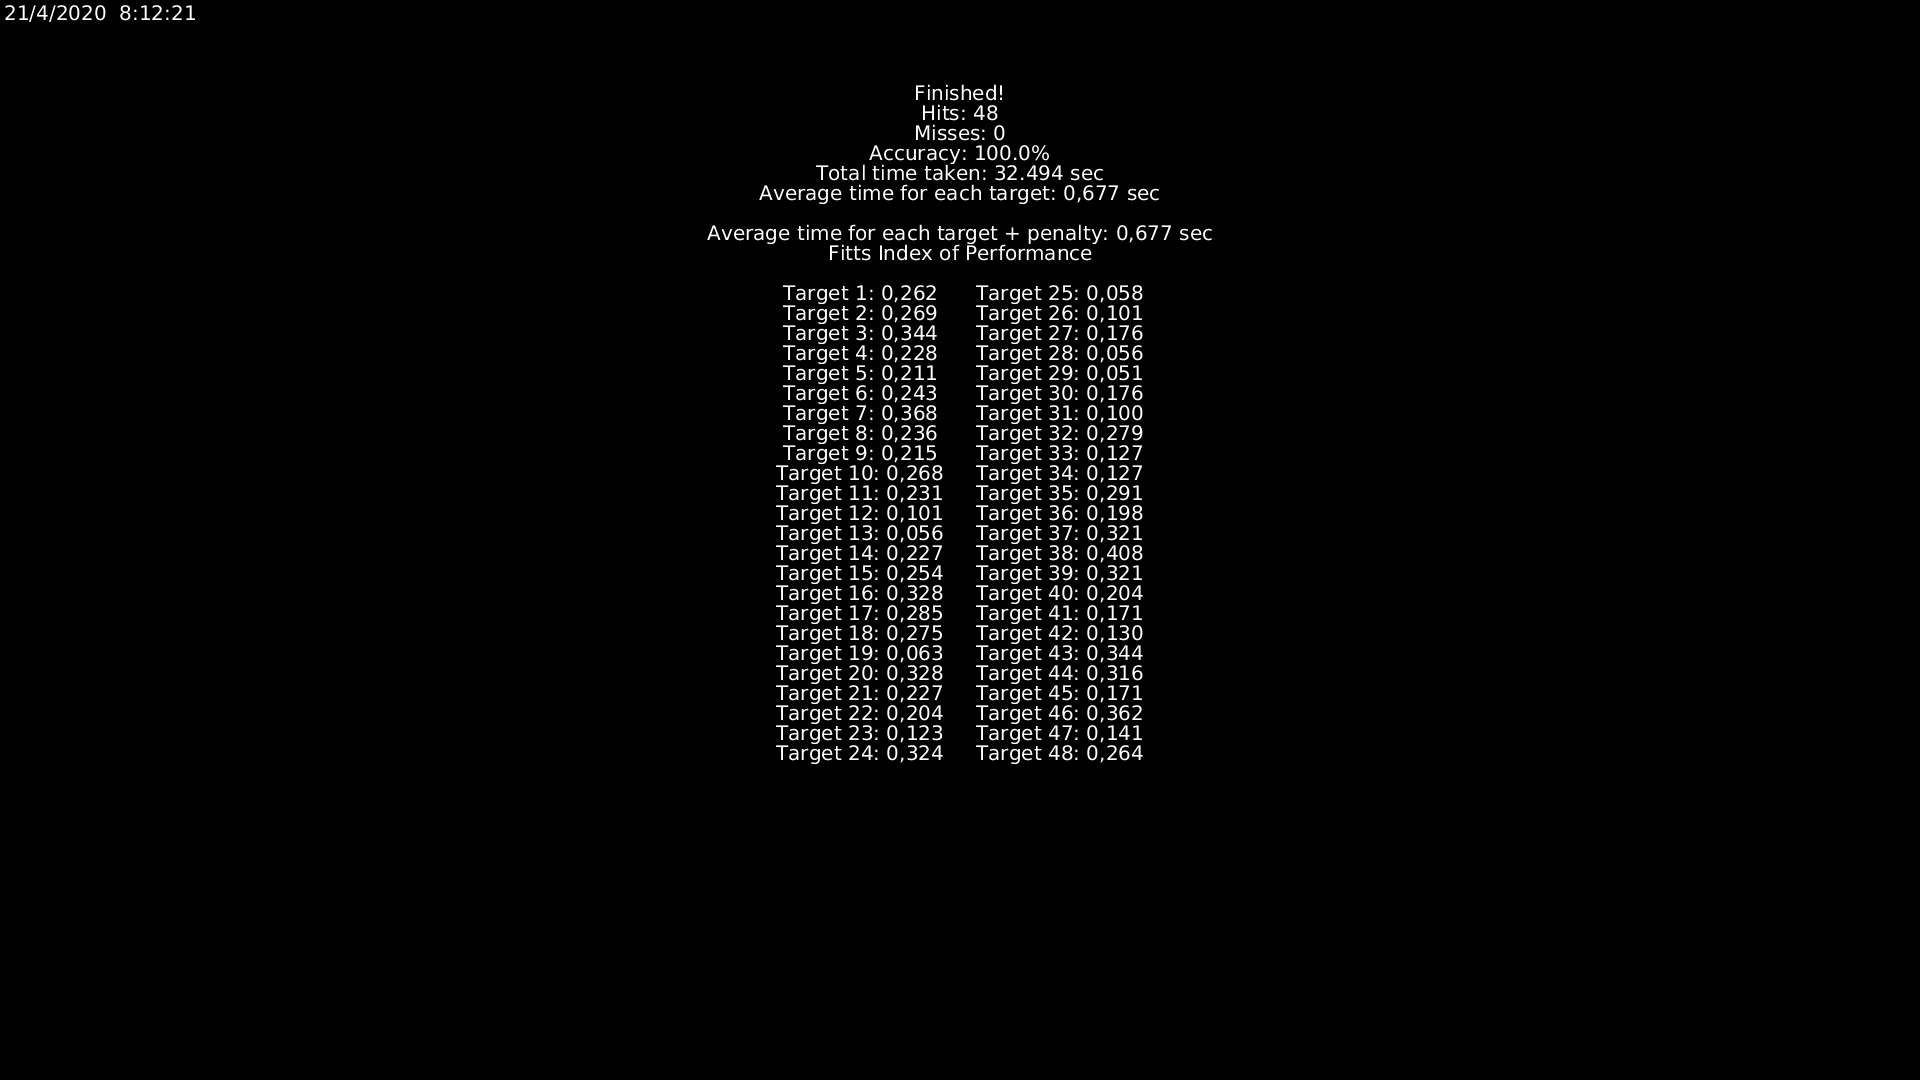 21/4/2020 8:12:21
Finished!
Hits: 48
Misses: 0
Accuracy: 100.0%
Total time taken: 32.494 sec
Average time for each target: 0,677 sec
Average time for each target + penalty: 0,677 sec
Fitts Index of Performance
Target 1: 0,262 Target 25: 0,058
Target 2: 0,269 Target 26: 0,101
Target 3: 0,344 Target 27: 0,176
Target 4: 0,228 Target 28: 0,056
Target 5: 0,211 Target 29: 0,051
Target 6: 0,243 Target 30: 0,176
Target 7: 0,368 Target 31: 0,100
Target 8: 0,236 Target 32: 0,279
Target 9: 0,215 Target 33: 0,127
Target 10: 0,268 Target 34: 0,127
Target 11: 0,231 Target 35: 0,291
Target 12: 0,101 Target 36: 0,198
Target 13: 0,056 Target 37: 0,321
Target 14: 0,227 Target 38: 0,408
Target 15: 0,254 Target 39: 0,321
Target 16: 0,328 Target 40: 0,204
Target 17: 0,285 Target 41: 0,171
Target 18: 0,275 Target 42: 0,130
Target 19: 0,063 Target 43: 0,344
Target 20: 0,328 Target 44: 0,316
Target 21: 0,227 Target 45: 0,171
Target 22: 0,204 Target 46: 0,362
Target 23: 0,123 Target 47: 0,141
Target 24: 0,324 Target 48: 0,264